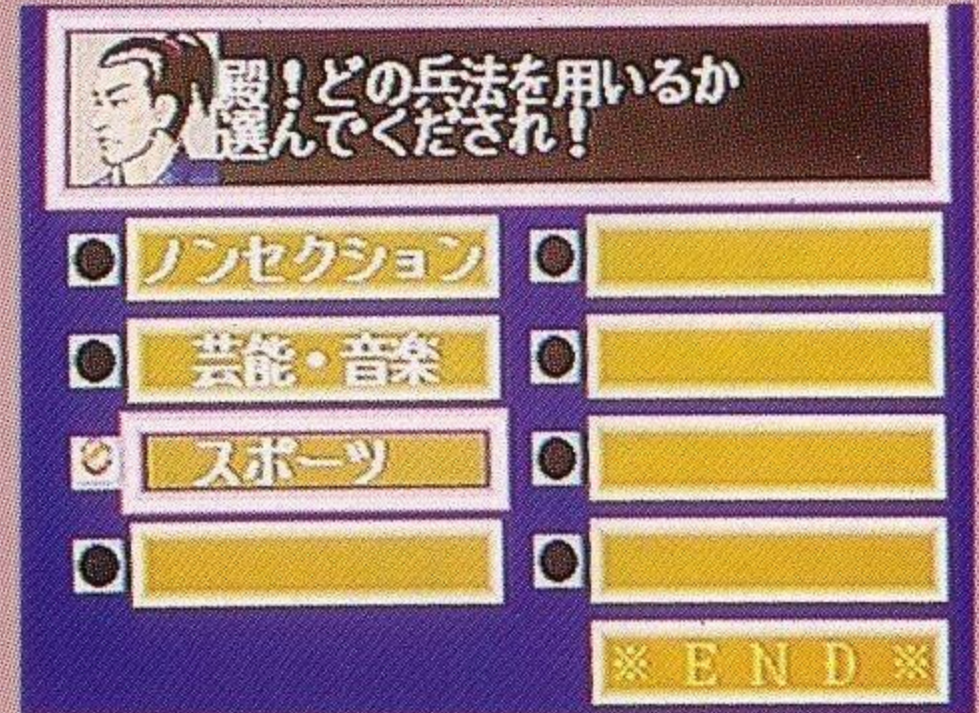 殿!どの兵法を用いるか
選んでくだされ!
ノンセクション
芸能・音楽
スポーツ
※ E N D ※